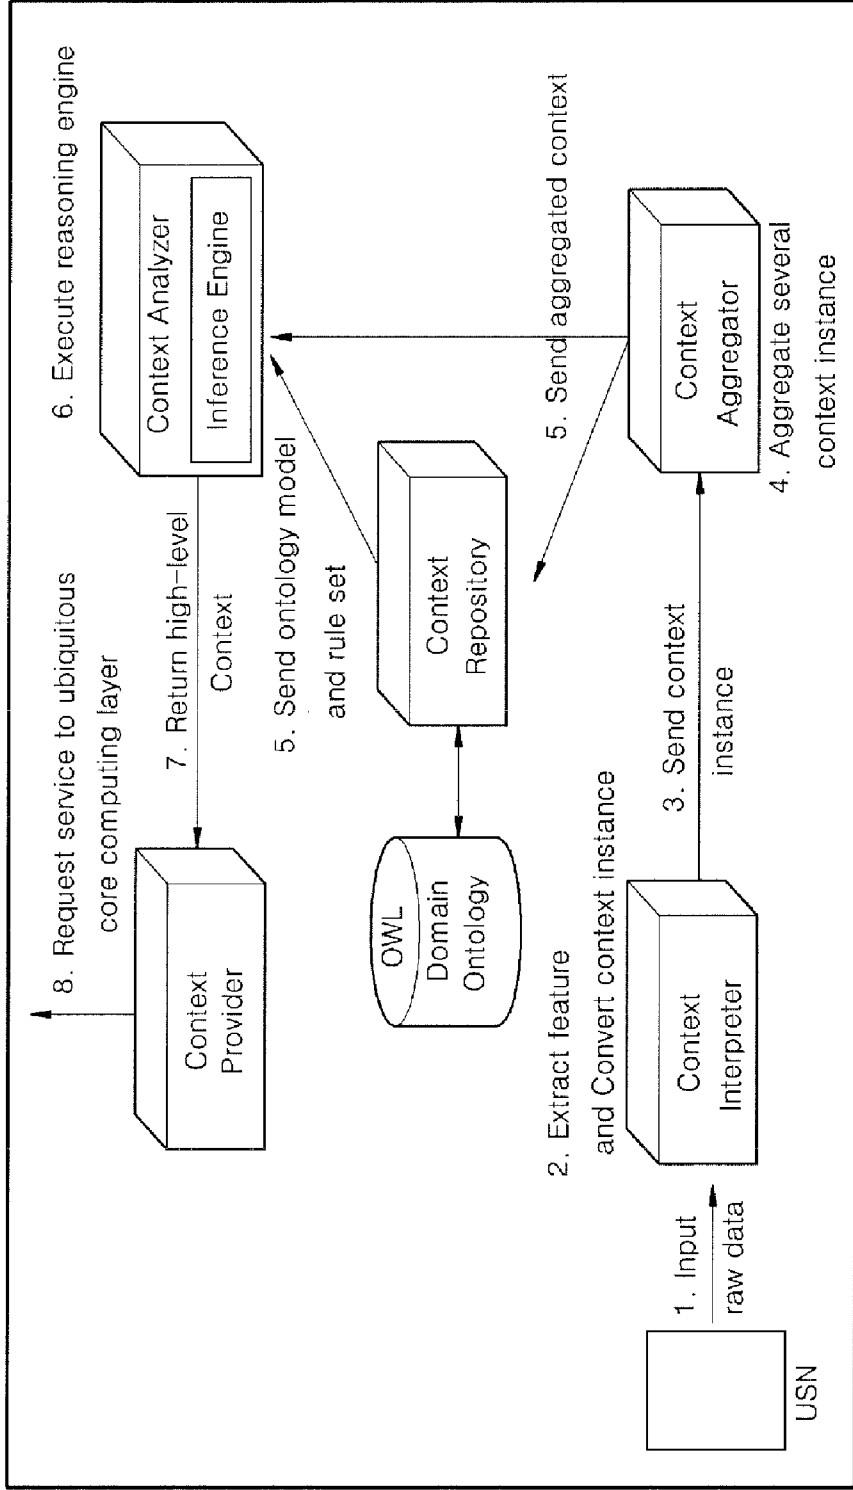 8. Request service to ubiquitous
core computing layer
6. Execute reasoning engine
Context
Provider
7. Return high-level
Context
Context Analyzer
Inference Engine
5. Send ontology model
and rule set
OWL
Domain
Ontology
Context
Repository
5. Send aggregated context
2. Extract feature
and Convert context instance
1. Input
raw data
USN
Context
Interpreter
3. Send context
instance
Context
Aggregator
4. Aggregate several
context instance